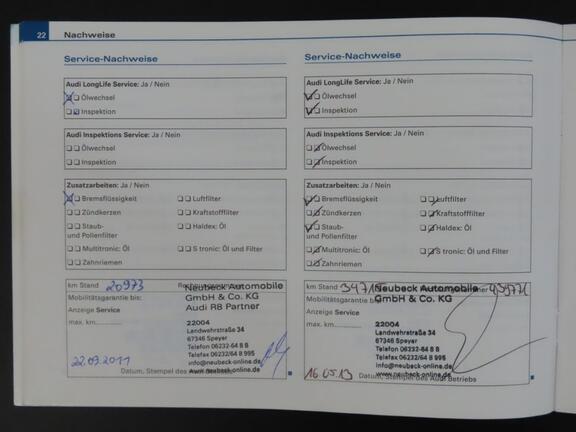 22 Nachweise
Service-Nachweise
Audi LongLife Service: Ja / Nein
Ölwechsel
Inspektion
Audi Inspektions Service: Ja / Nein
Ölwechsel
Inspektion
Zusatzarbeiten: Ja / Nein
Bremsflüssigkeit Luftfilter
Zündkerzen Kraftstofffilter
Staub- Haldex: Öl
und Pollenfilter
Multitronic: Öl S tronic: Öl und Filter
Zahnriemen
km Stand 20973
Neubeck Automobile
Mobilitätsgarantie bis: GmbH & Co. KG
Anzeige Service Audi R8 Partner
max. km 22004
Landwehrstraße 34
67346 Speyer
Telefon 06232-64 8 8
Telefax 06232/64 8 995
22.03.2011 info@neubeck-online.de
Datum, Stempel des
www.neubeck-online.de
Service-Nachweise
Audi LongLife Service: Ja / Nein
Ölwechsel
Inspektion
Audi Inspektions Service: Ja / Nein
Ölwechsel
Inspektion
Zusatzarbeiten: Ja / Nein
Bremsflüssigkeit Luftfilter
Zündkerzen Kraftstofffilter
Staub- Haldex: Öl
und Pollenfilter
Multitronic: Öl S tronic: Öl und Filter
Zahnriemen
km Stand
Neubeck Automobile
Mobilitätsgarantie bis: GmbH & Co. KG
Anzeige Service
max. km 22004
Landwehrstraße 34
67346 Speyer
Telefon 06232-64 8 8
Telefax 06232/64 8 995
info@neubeck-online.de
16.05.13 www.neubeck-online.de
Datum, Stempel des Audi Betriebs